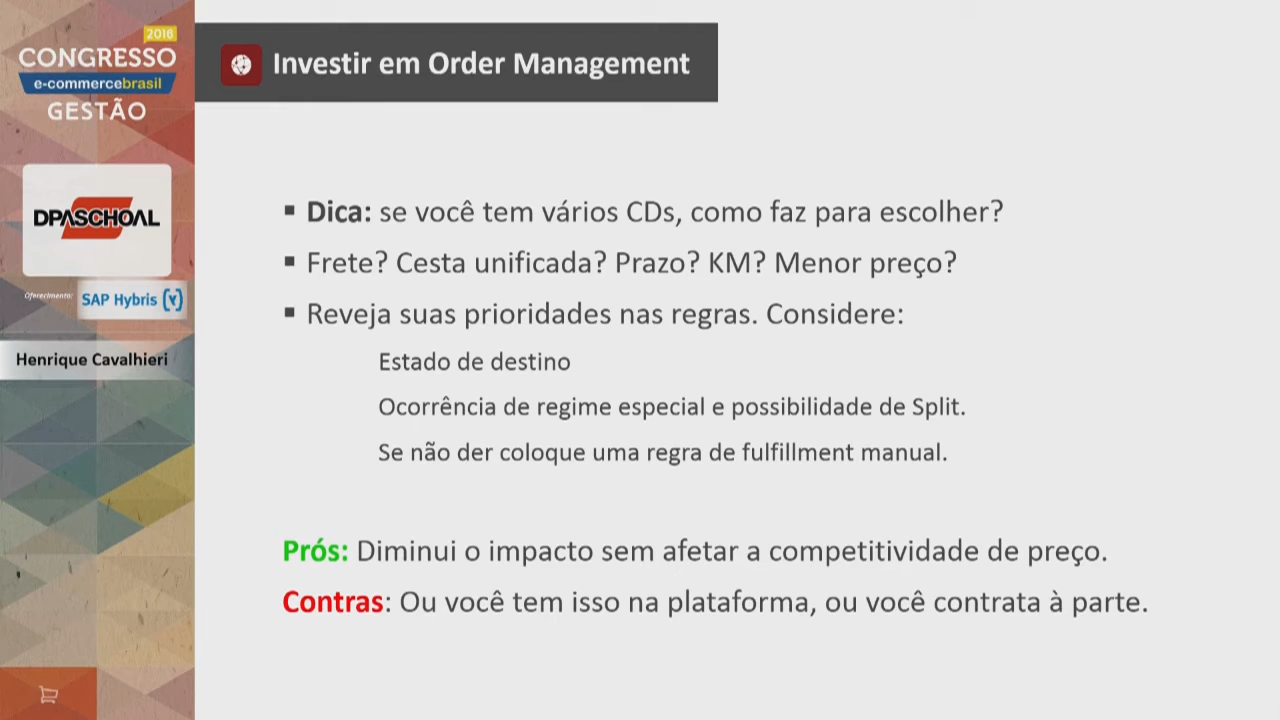 2016
CONGRESSO
e-commercebrasil
GESTÃO
DPASCHOAL
Oferecimento:
SAP Hybris (Y)
Henrique Cavalhieri
Investir em Order Management
▪ Dica: se você tem vários CDs, como faz para escolher?
▪ Frete? Cesta unificada? Prazo? KM? Menor preço?
▪ Reveja suas prioridades nas regras. Considere:
Estado de destino
Ocorrência de regime especial e possibilidade de Split.
Se não der coloque uma regra de fulfillment manual.
Prós: Diminui o impacto sem afetar a competitividade de preço.
Contras: Ou você tem isso na plataforma, ou você contrata à parte.